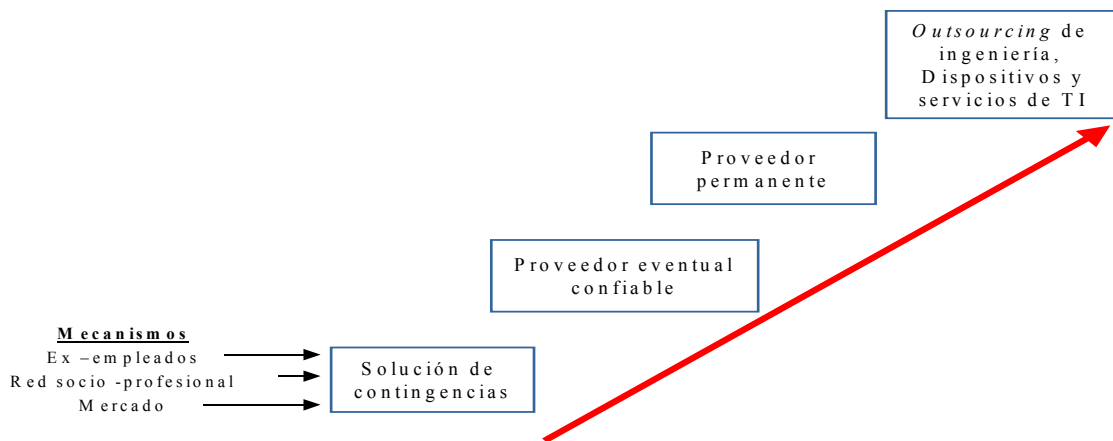 Outsourcing de
ingeniería,
Dispositivos y
servicios de TI
Proveedor
permanente
Proveedor eventual
confiable
Mecanismos
Ex –empleados
Red socio -profesional
Mercado
Solución de
contingencias